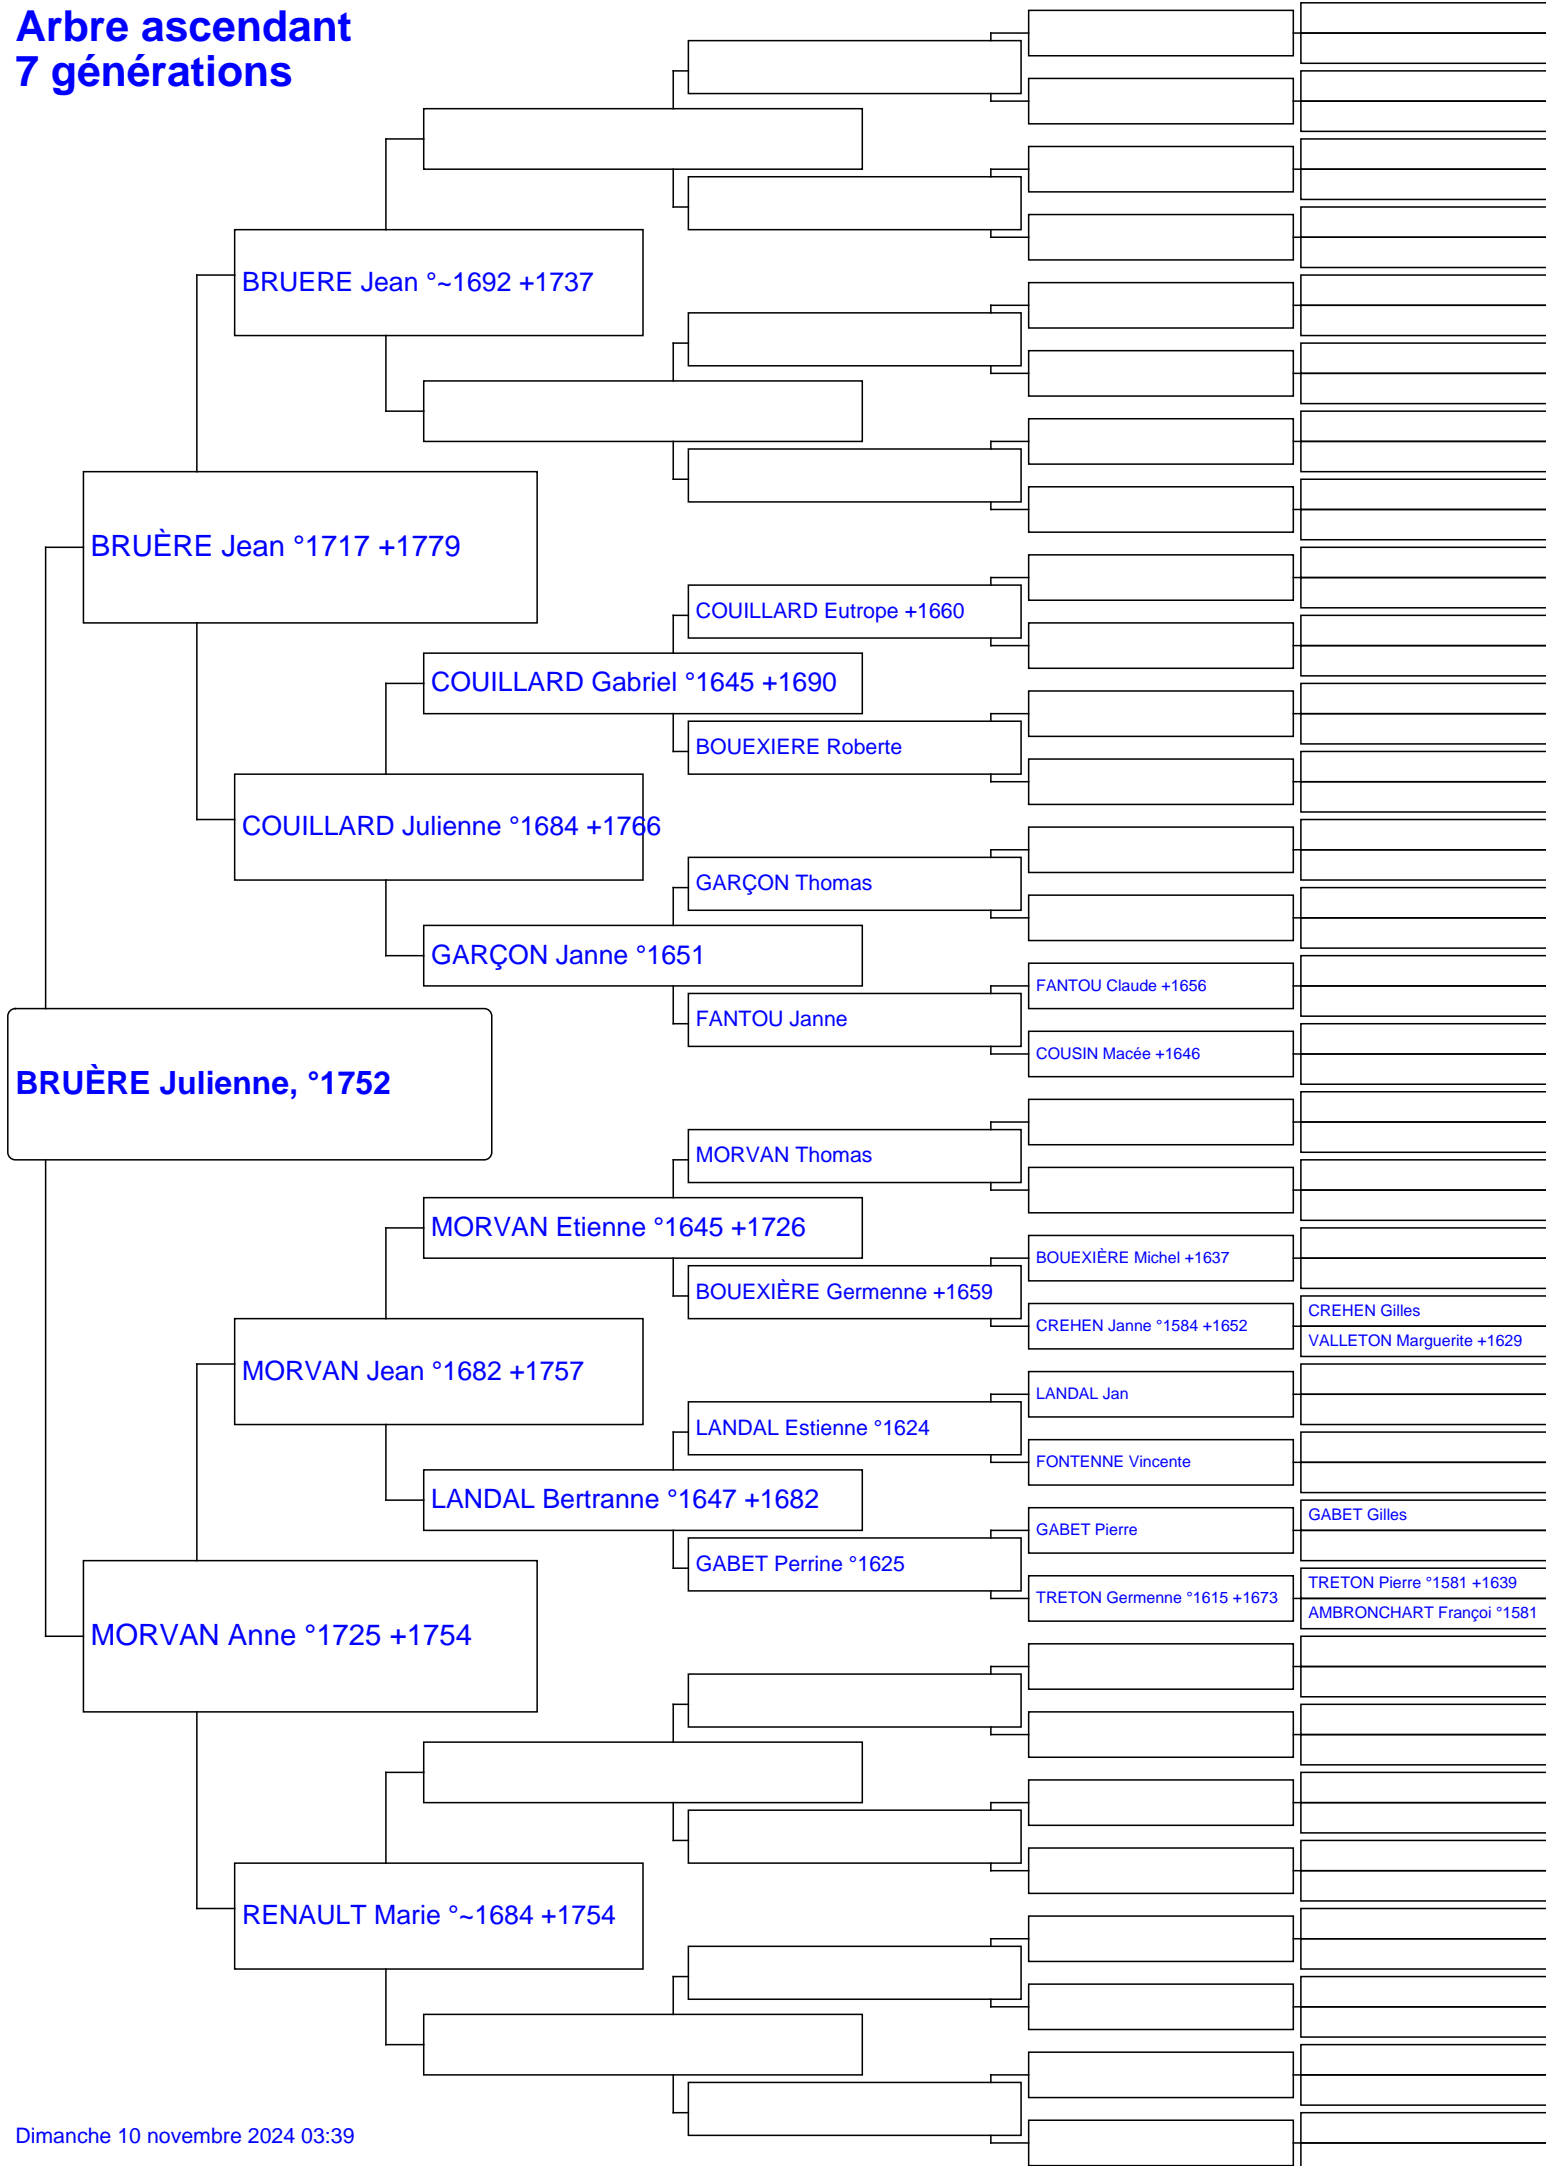 Arbre ascendant
7 générations
BRUERE Jean °~1692 +1737
BRUÈRE Jean °1717 +1779
COUILLARD Eutrope +1660
COUILLARD Gabriel °1645 +1690
BOUEXIERE Roberte
COUILLARD Julienne °1684 +1766
GARÇON Thomas
GARÇON Janne °1651
FANTOU Claude +1656
FANTOU Janne
COUSIN Macée +1646
BRUÈRE Julienne, °1752
MORVAN Thomas
MORVAN Etienne °1645 +1726
BOUEXIÈRE Michel +1637
BOUEXIÈRE Germenne +1659
CREHEN Gilles
CREHEN Janne °1584 +1652
VALLETON Marguerite +1629
MORVAN Jean °1682 +1757
LANDAL Jan
LANDAL Estienne °1624
FONTENNE Vincente
LANDAL Bertranne °1647 +1682
GABET Gilles
GABET Pierre
GABET Perrine °1625
TRETON Pierre °1581 +1639
TRETON Germenne °1615 +1673
AMBRONCHART Françoi °1581
MORVAN Anne °1725 +1754
RENAULT Marie °~1684 +1754
Dimanche 10 novembre 2024 03:39